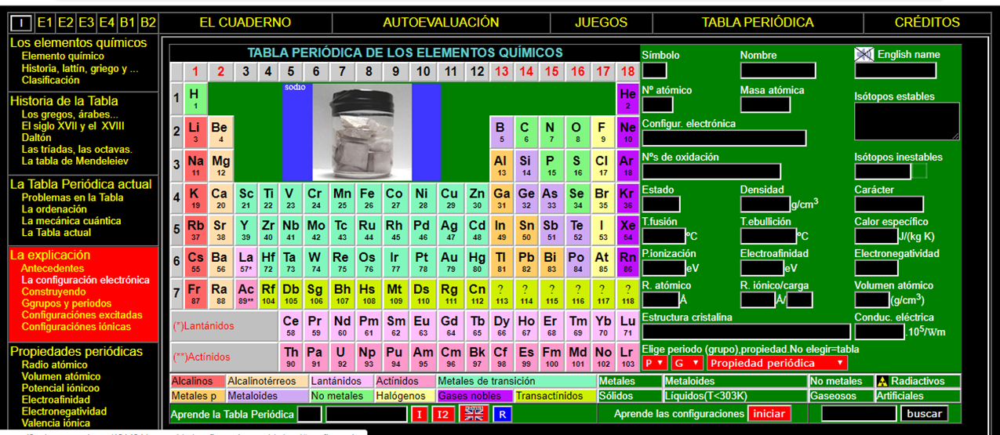 I E1 E2 E3 E4 B1 B2 EL CUADERNO AUTOEVALUACIÓN JUEGOS TABLA PERIÓDICA CRÉDITOS
Los elementos químicos
Elemento químico
Historia, lattín, griego y ...
Clasificación
Historia de la Tabla
Los gregos, árabes...
El siglo XVII y el XVIII
Daltón
Las tríadas, las octavas.
La tabla de Mendeleiev
La Tabla Periódica actual
Problemas en la Tabla
La ordenación
La mecánica cuántica
La Tabla actual
La explicación
Antecedentes
La configuración electrónica
Construyendo
Ggrupos y periodos
Configuraciónes excitadas
Configuraciónes iónicas
Propiedades periódicas
Radio atómico
Volumen atómico
Potencial iónicoo
Electroafinidad
Electronegatividad
Valencia iónica
TABLA PERIÓDICA DE LOS ELEMENTOS QUÍMICOS
1 2 3 4 5 6 7 8 9 10 11 12 13 14 15 16 17 18
sodio
1 H He
1 2
2 Li Be B C N O F Ne
3 4 5 6 7 8 9 10
3 Na Mg Al Si P S Cl Ar
11 12 13 14 15 16 17 18
4 K Ca Sc Ti V Cr Mn Fe Co Ni Cu Zn Ga Ge As Se Br Kr
19 20 21 22 23 24 25 26 27 28 29 30 31 32 33 34 35 36
5 Rb Sr Y Zr Nb Mo Tc Ru Rh Pd Ag Cd In Sn Sb Te I Xe
37 38 39 40 41 42 43 44 45 46 47 48 49 50 51 52 53 54
6 Cs Ba La Hf Ta W Re Os Ir Pt Au Hg Tl Pb Bi Po At Rn
55 56 57* 72 73 74 75 76 77 78 79 80 81 82 83 84 85 86
7 Fr Ra Ac Rf Db Sg Bh Hs Mt Ds Rg Cn ? ? ? ? ? ?
87 88 89** 104 105 106 107 108 109 110 111 112 113 114 115 116 117 118
(*)Lantánidos Ce Pr Nd Pm Sm Eu Gd Tb Dy Ho Er Tm Yb Lu
58 59 60 61 62 63 64 65 66 67 68 69 70 71
(**)Actínidos Th Pa U Np Pu Am Cm Bk Cf Es Fm Md No Lr
90 91 92 93 94 95 96 97 98 99 100 101 102 103
Símbolo Nombre English name
Nº atómico Masa atómica Isótopos estables
Configur. electrónica
Nºs de oxidación Isótopos inestables
Estado Densidad Carácter
g/cm3
T.fusión T.ebullición Calor específico
ºC ºC J/(kg K)
P.ionización Electroafinidad Electronegatividad
eV eV
R. atómico R. iónico/carga Volumen atómico
Å Å/ (g/cm3)
Estructura cristalina Conduc. eléctrica
.105/Wm
Elige periodo (grupo),propiedad.No elegir=tabla
P G Propiedad periódica
Alcalinos Alcalinotérreos Lantánidos Actínidos Metales de transición Metales Metaloides No metales Radiactivos
Metales p Metaloides No metales Halógenos Gases nobles Transactínidos Sólidos Líquidos(T<303K) Gaseosos Artificiales
Aprende la Tabla Periódica I I2 R Aprende las configuraciones iniciar buscar